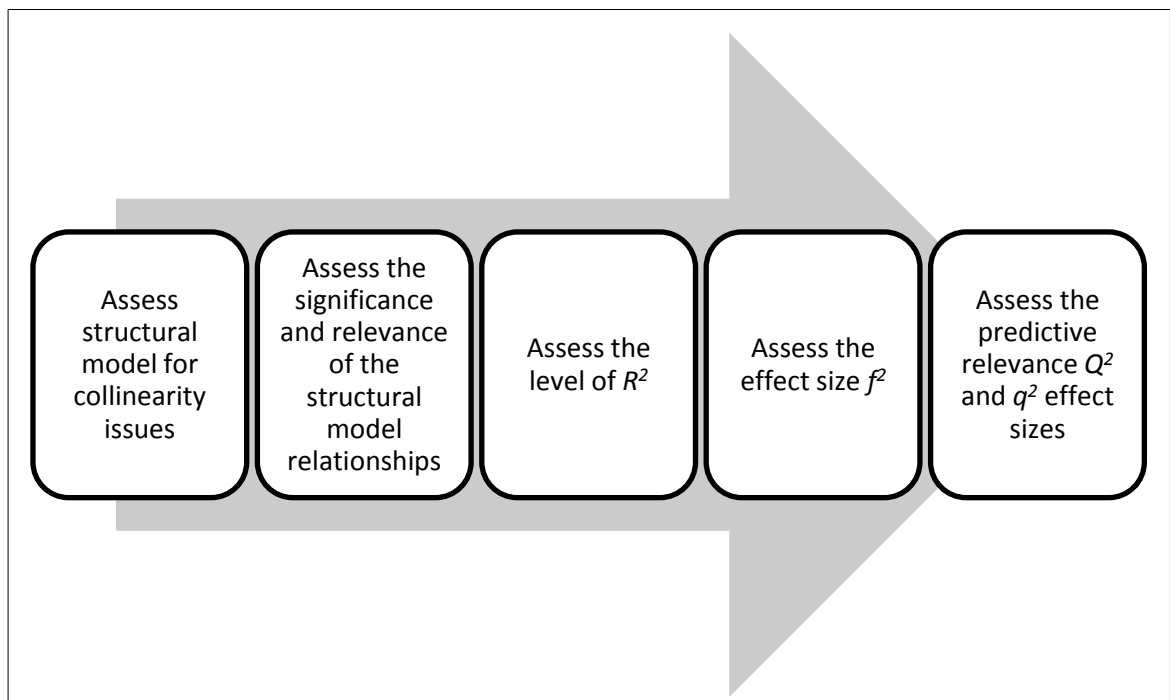 Assess
structural
model for
collinearity
issues
Assess the
significance
and relevance
of the
structural
model
relationships
Assess the
level of R²
Assess the
effect size f²
Assess the
predictive
relevance Q²
and q² effect
sizes